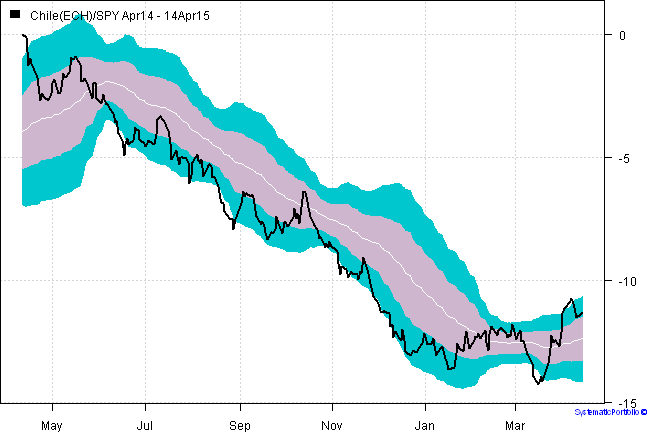 Chile(ECH)/SPY Apr14 - 14Apr15
0
-5
-10
-15
May Jul Sep Nov Jan Mar
SystematicPortfolio ©